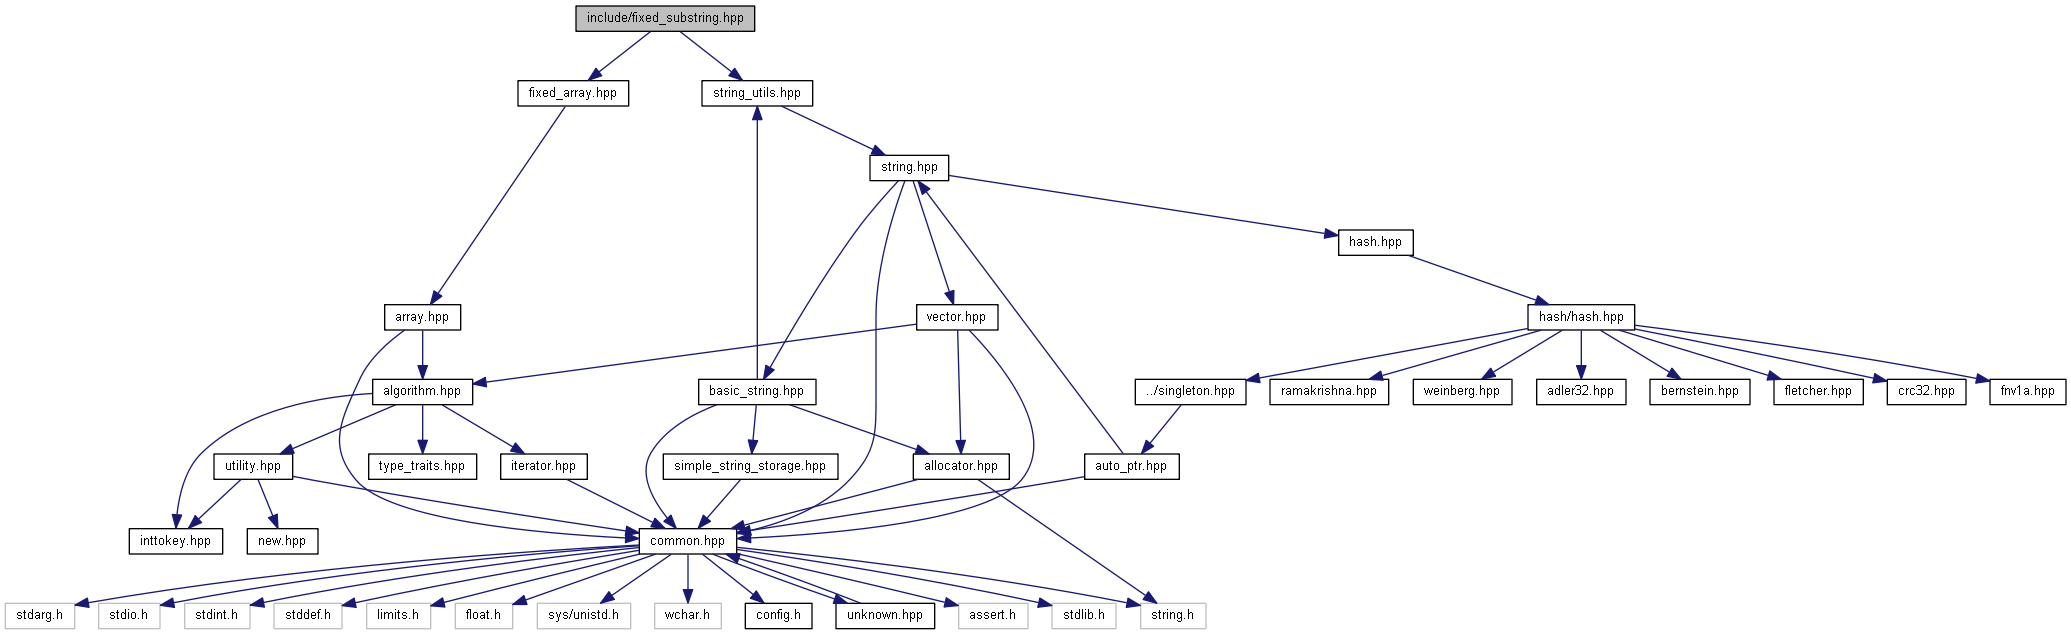 include/fixed_substring.hpp
fixed_array.hpp
string_utils.hpp
string.hpp
hash.hpp
array.hpp
vector.hpp
hash/hash.hpp
algorithm.hpp
basic_string.hpp
../singleton.hpp
ramakrishna.hpp
weinberg.hpp
adler32.hpp
bernstein.hpp
fletcher.hpp
crc32.hpp
fnv1a.hpp
utility.hpp
type_traits.hpp
iterator.hpp
simple_string_storage.hpp
allocator.hpp
auto_ptr.hpp
inttokey.hpp
new.hpp
common.hpp
stdarg.h
stdio.h
stdint.h
stddef.h
limits.h
float.h
sys/unistd.h
wchar.h
config.h
unknown.hpp
assert.h
stdlib.h
string.h